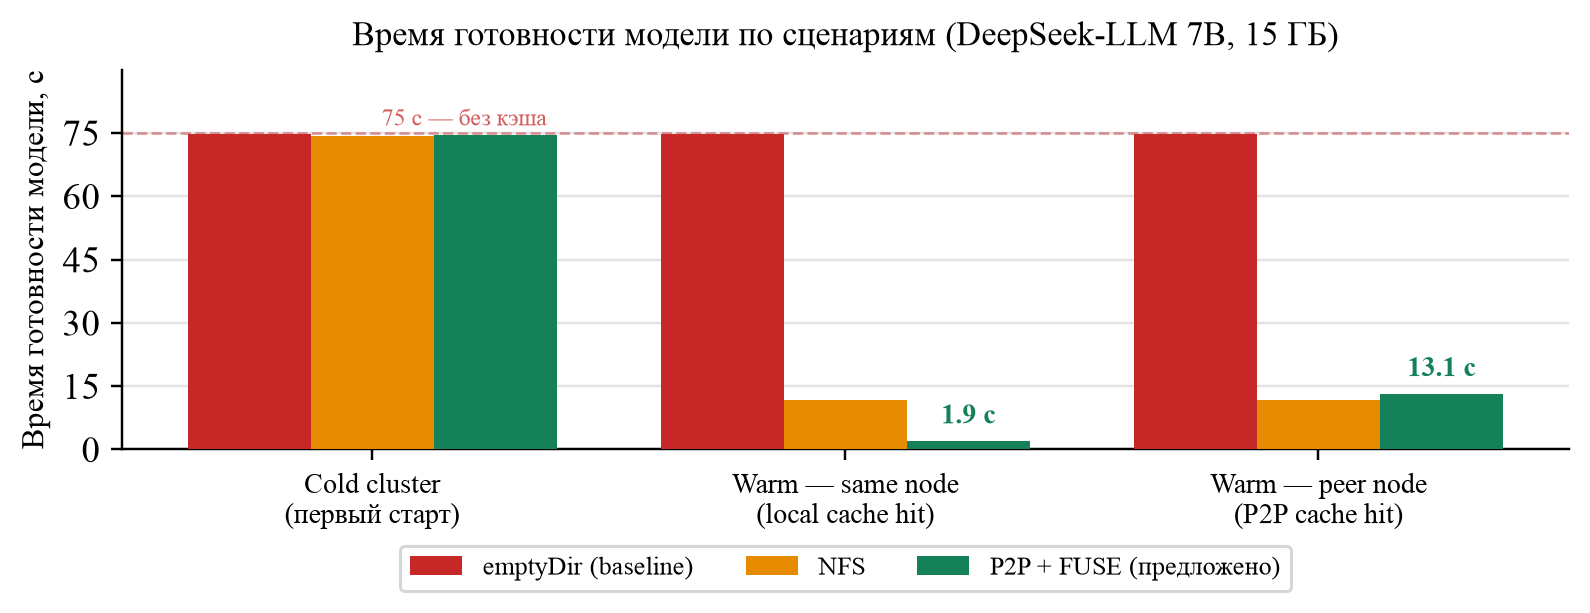 Время готовности модели по сценариям (DeepSeek-LLM 7B, 15 ГБ)
Время готовности модели, с
75
60
45
30
15
0
75 с — без кэша
1.9 с
13.1 с
Cold cluster
(первый старт)
Warm — same node
(local cache hit)
Warm — peer node
(P2P cache hit)
emptyDir (baseline)
NFS
P2P + FUSE (предложено)